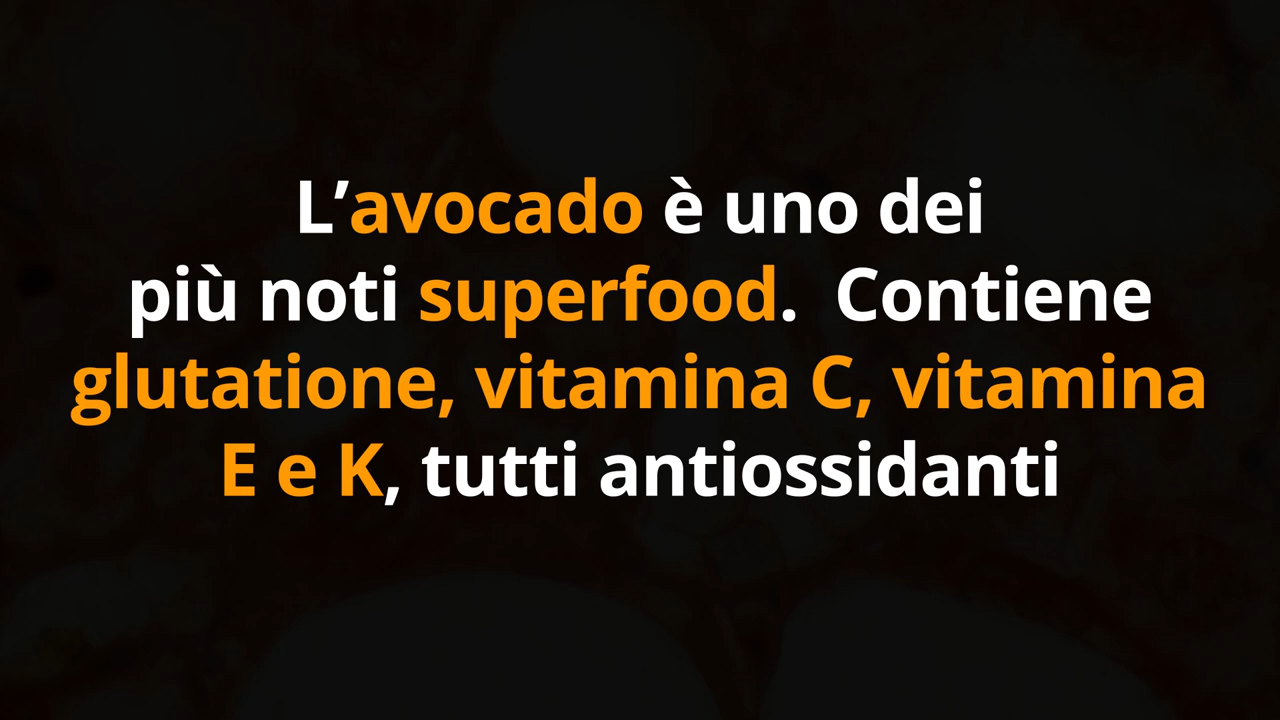 L’avocado è uno dei
più noti superfood.  Contiene
glutatione, vitamina C, vitamina
E e K, tutti antiossidanti